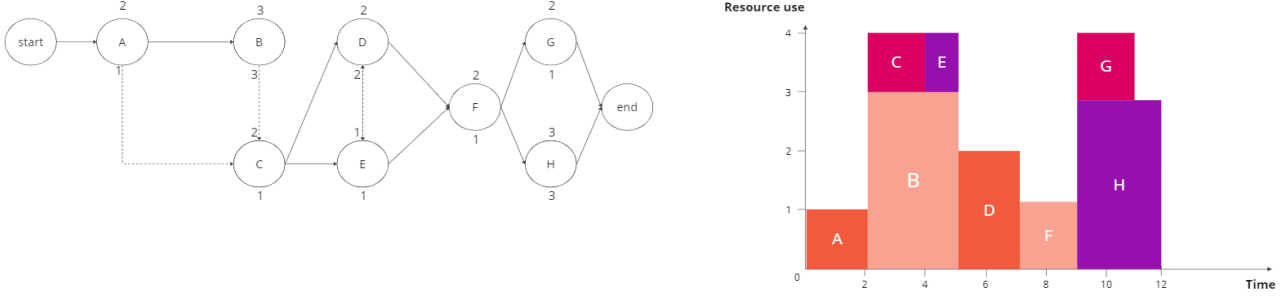 2 3 2 2
start A B D G end
1 3 2 1
2 F
1
2 1 3
C E H
1 1 3
Resource use
4
C E G
3
B
2
D H
1
A F
0
2 4 6 8 10 12 Time